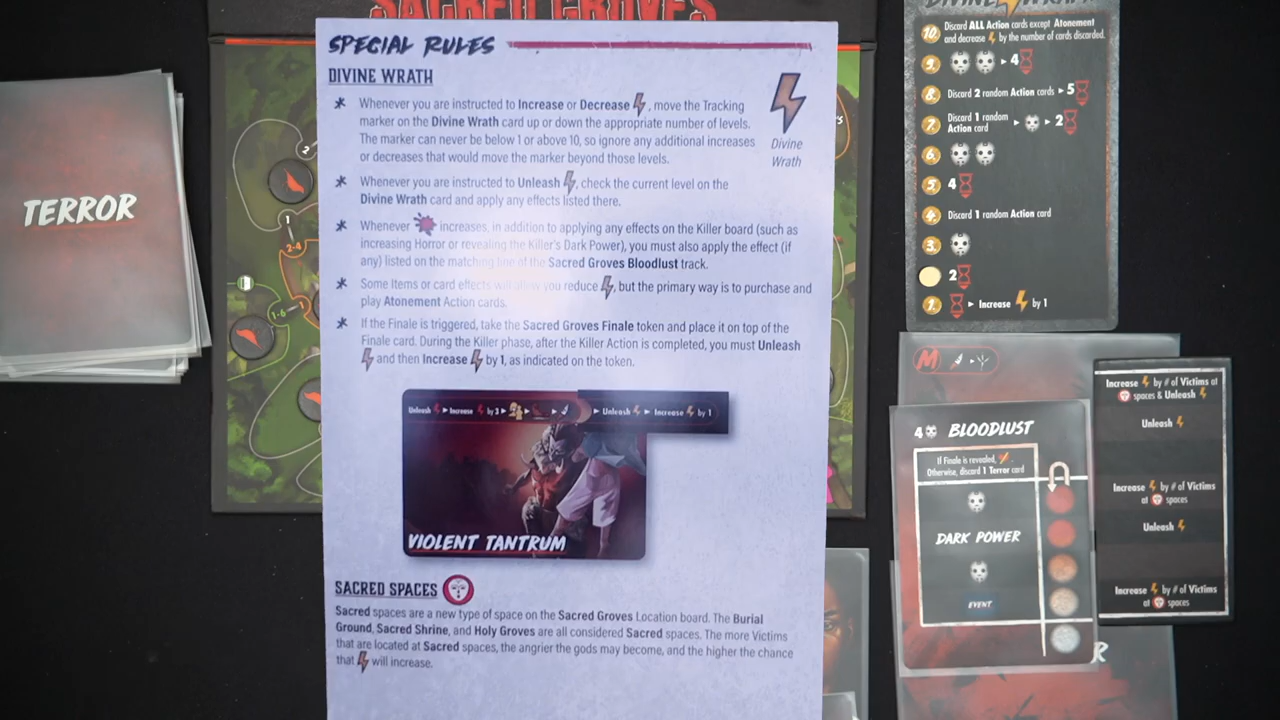 SACRED GROVES
SPECIAL RULES
DIVINE WRATH
Whenever you are instructed to Increase or Decrease , move the Tracking
marker on the Divine Wrath card up or down the appropriate number of levels.
The marker can never be below 1 or above 10, so ignore any additional increases
or decreases that would move the marker beyond those levels.
Divine
Wrath
Whenever you are instructed to Unleash , check the current level on the
Divine Wrath card and apply any effects listed there.
Whenever increases, in addition to applying any effects on the Killer board (such as
increasing Horror or revealing the Killer's Dark Power), you must also apply the effect (if
any) listed on the matching line of the Sacred Groves Bloodlust track.
Some Items or card effects will allow you reduce , but the primary way is to purchase and
play Atonement Action cards.
If the Finale is triggered, take the Sacred Groves Finale token and place it on top of the
Finale card. During the Killer phase, after the Killer Action is completed, you must Unleash
and then Increase by 1, as indicated on the token.
Unleash Increase by 3 Unleash Increase by 1
VIOLENT TANTRUM
SACRED SPACES
Sacred spaces are a new type of space on the Sacred Groves Location board. The Burial
Ground, Sacred Shrine, and Holy Groves are all considered Sacred spaces. The more Victims
that are located at Sacred spaces, the angrier the gods may become, and the higher the chance
that will increase.
TERROR
2
1
2-4
1-6
1
DIVINE WRATH
10 Discard ALL Action cards except Atonement
and decrease by the number of cards discarded.
9 4
8 Discard 2 random Action cards 5
7 Discard 1 random
Action card 2
6
5 4
4 Discard 1 random Action card
3
2
1 Increase by 1
M
4 BLOODLUST
If Finale is revealed,
Otherwise, discard 1 Terror card
DARK POWER
EVENT
Increase by # of Victims at
spaces & Unleash
Unleash
Increase by # of Victims
at spaces
Unleash
Increase by # of Victims
at spaces
R